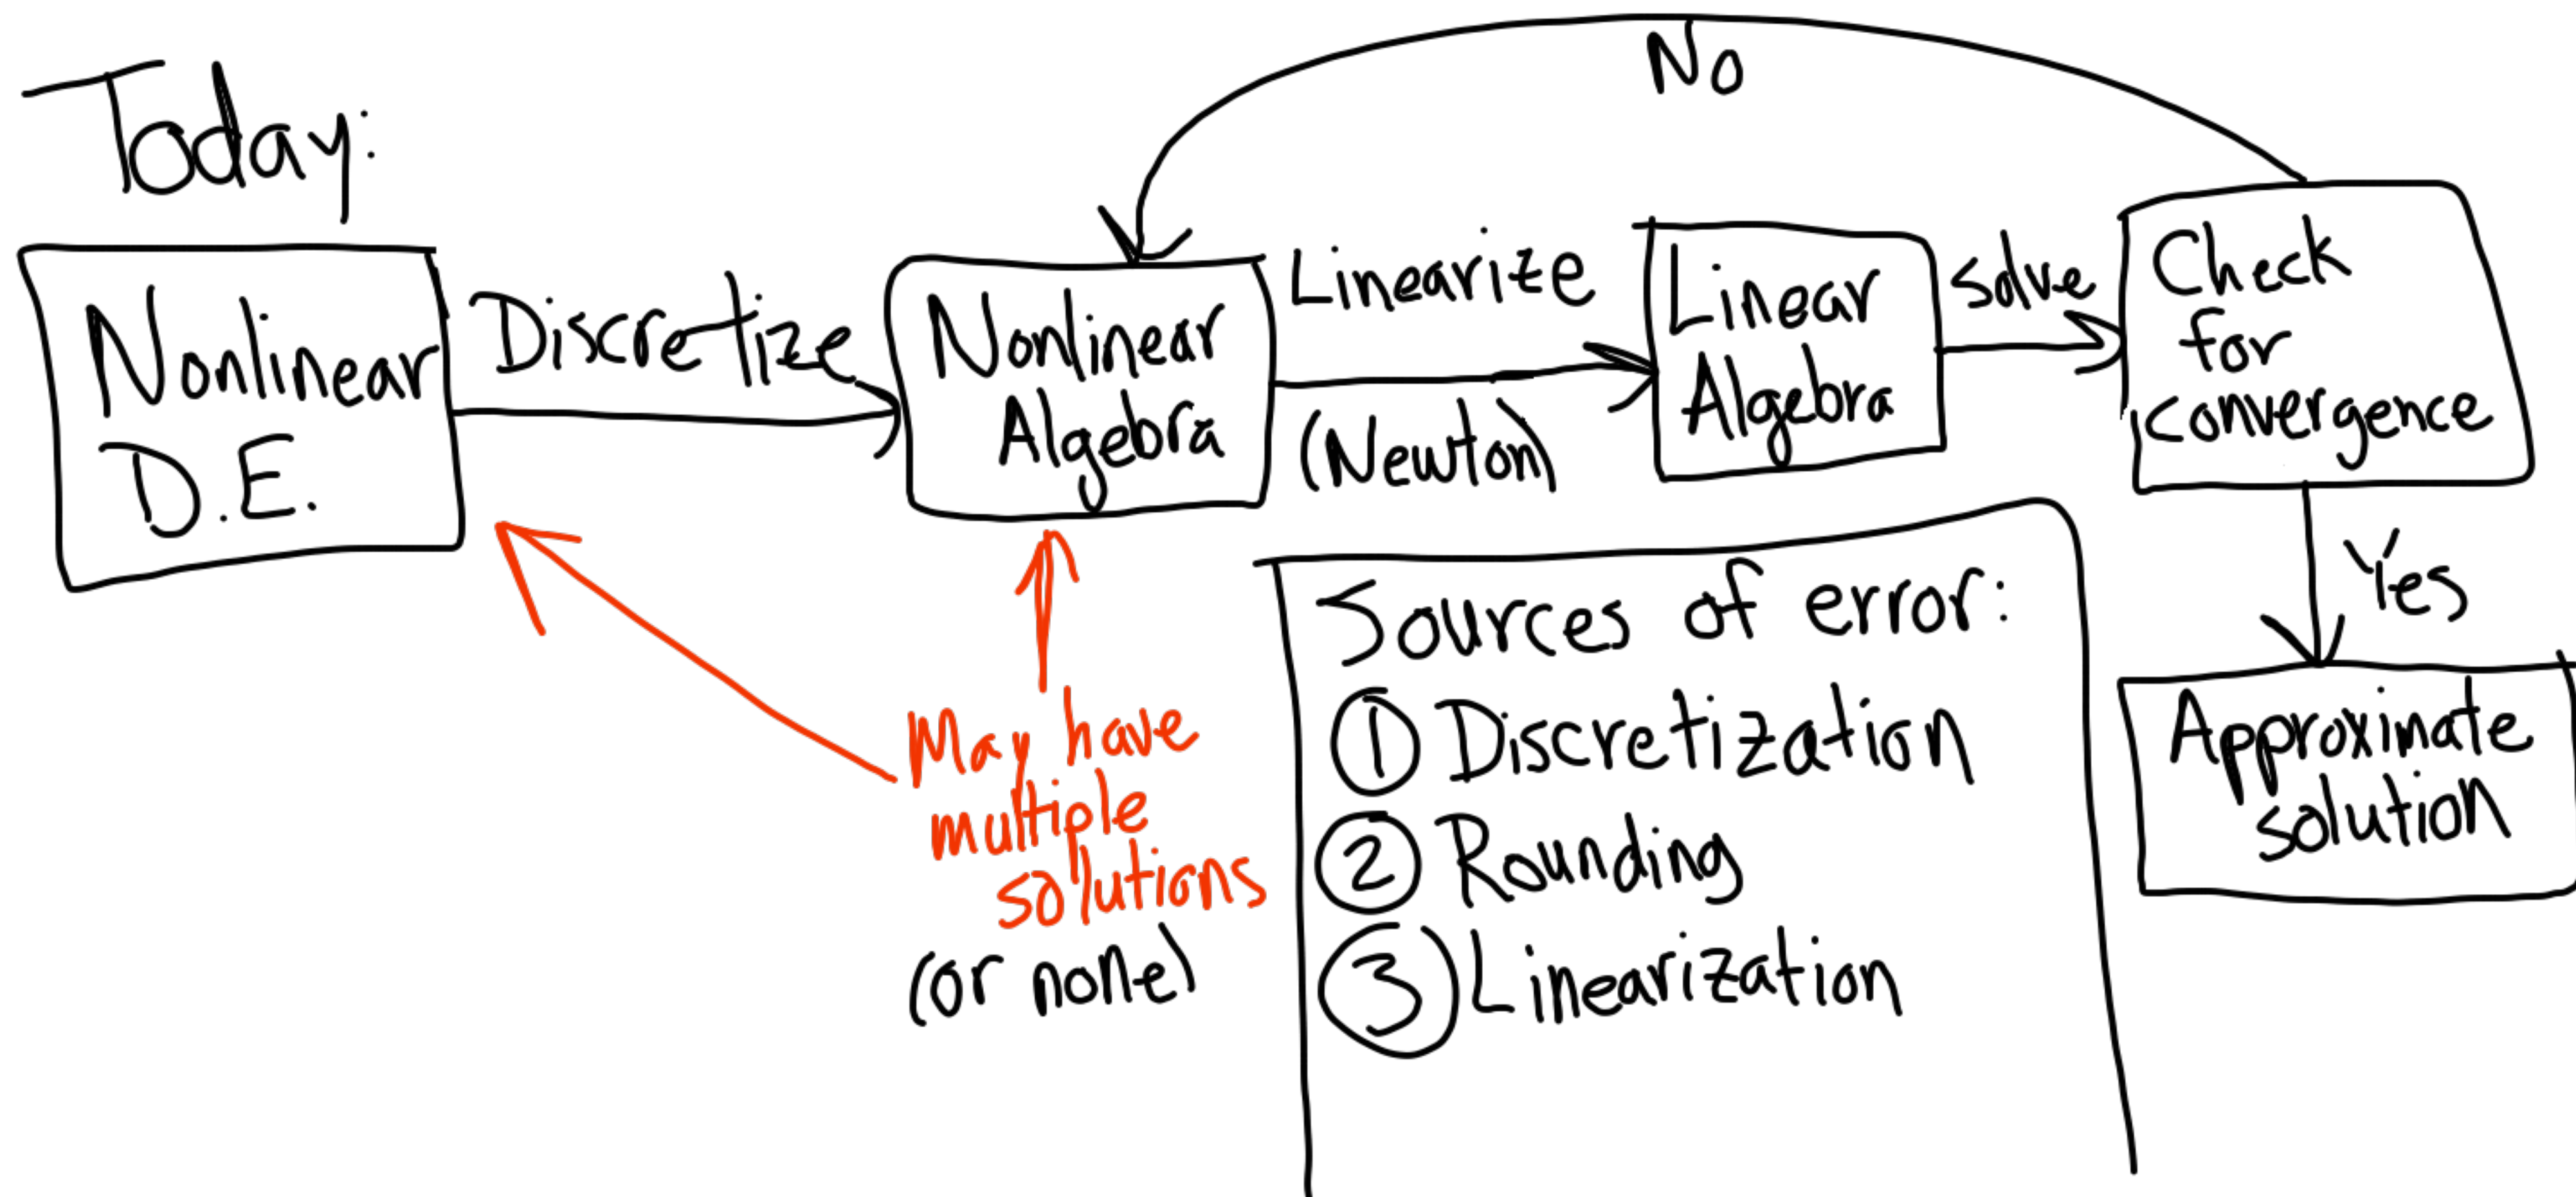 Today:
No
Nonlinear
D.E.
Discretize
Nonlinear
Algebra
Linearize
(Newton)
Linear
Algebra
solve
Check
for
convergence
Yes
Approximate
solution
May have
multiple
solutions
(or none)
Sources of error:
① Discretization
② Rounding
③ Linearization